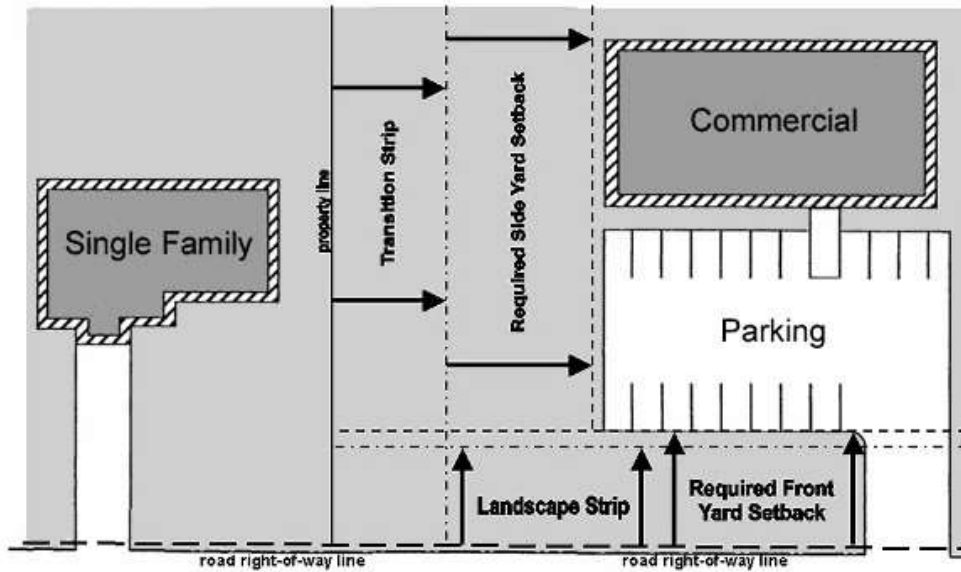 Commercial
Single Family
property line
Transition Strip
Required Side Yard Setback
Parking
Landscape Strip
Required Front
Yard Setback
road right-of-way line
road right-of-way line